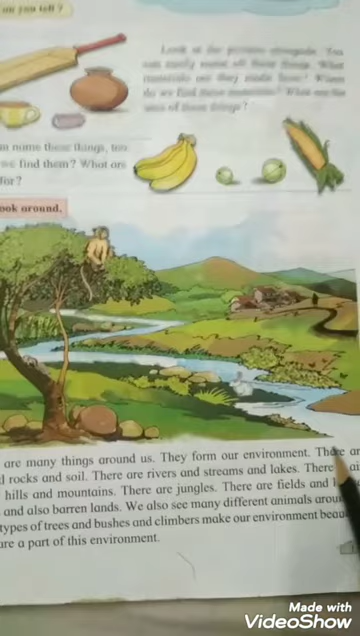 Can you tell ?
Look at the pictures alongside. You
can easily name all these things. What
materials are they made from? Where
do we find these materials? What are the
uses of these things?
n name these things, too
we find them? What are
for?
ook around.
are many things around us. They form our environment. There ar
d rocks and soil. There are rivers and streams and lakes. There
hills and mountains. There are jungles. There are fields and
and also barren lands. We also see many different animals
types of trees and bushes and climbers make our environment
are a part of this environment.
Made with
VideoShow